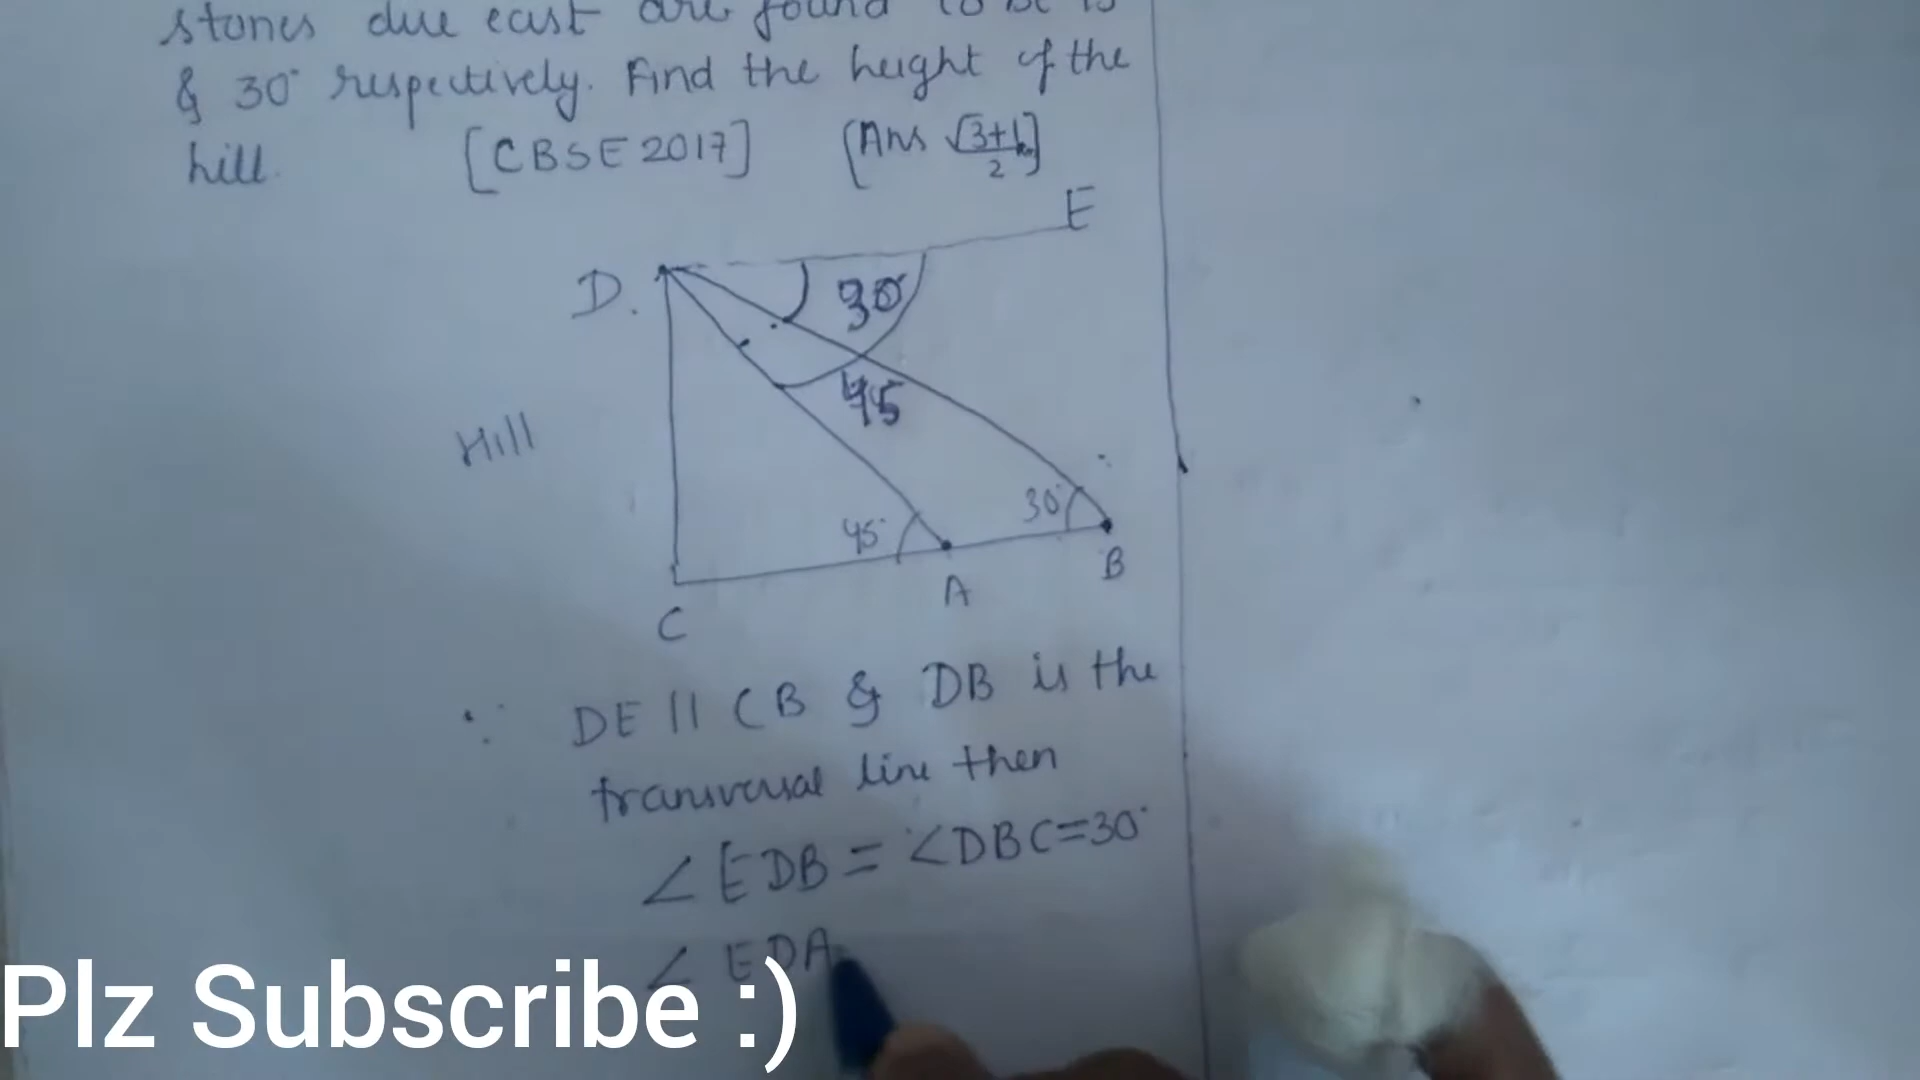 stones due east are found to be
& 30° respectively. Find the height of the
hill. [CBSE 2017] [Ans √3+1/2 km]
E
D.
30°
45
Hill
45°
30°
B
A
C
∵ DE || CB & DB is the
transversal line then
∠EDB = ∠DBC=30°
∠EDA
Plz Subscribe :)